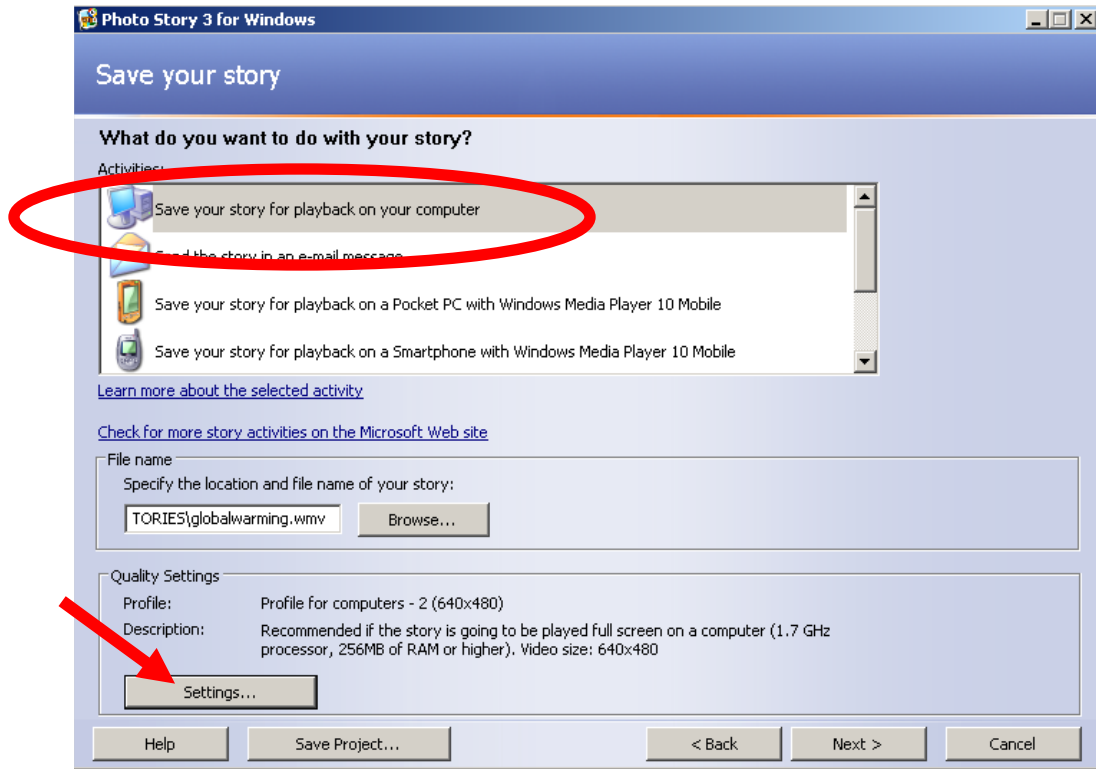 Photo Story 3 for Windows
Save your story
What do you want to do with your story?
Activities:
Save your story for playback on your computer
Send the story in an e-mail message
Save your story for playback on a Pocket PC with Windows Media Player 10 Mobile
Save your story for playback on a Smartphone with Windows Media Player 10 Mobile
Learn more about the selected activity
Check for more story activities on the Microsoft Web site
File name
Specify the location and file name of your story:
TORIES\globalwarming.wmv Browse...
Quality Settings
Profile: Profile for computers - 2 (640x480)
Description: Recommended if the story is going to be played full screen on a computer (1.7 GHz
processor, 256MB of RAM or higher). Video size: 640x480
Settings...
Help Save Project... < Back Next > Cancel